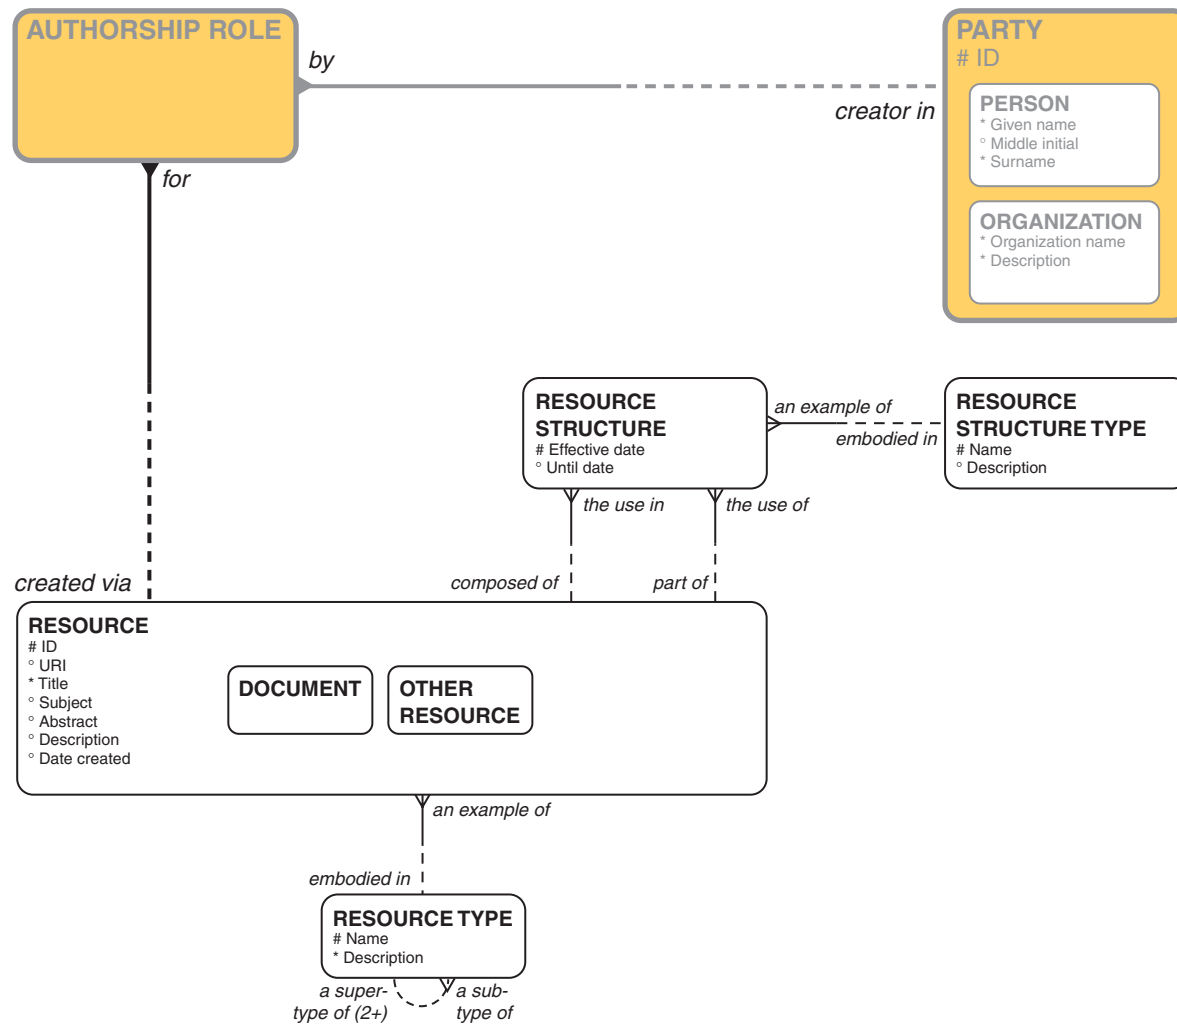 AUTHORSHIP ROLE
by
creator in
PARTY
# ID
PERSON
* Given name
° Middle initial
* Surname
ORGANIZATION
* Organization name
* Description
for
RESOURCE
STRUCTURE
# Effective date
° Until date
an example of
embodied in
RESOURCE
STRUCTURE TYPE
# Name
° Description
the use in
the use of
composed of
part of
created via
RESOURCE
# ID
° URI
* Title
° Subject
° Abstract
° Description
° Date created
DOCUMENT
OTHER
RESOURCE
an example of
embodied in
RESOURCE TYPE
# Name
* Description
a super-
type of (2+)
a sub-
type of